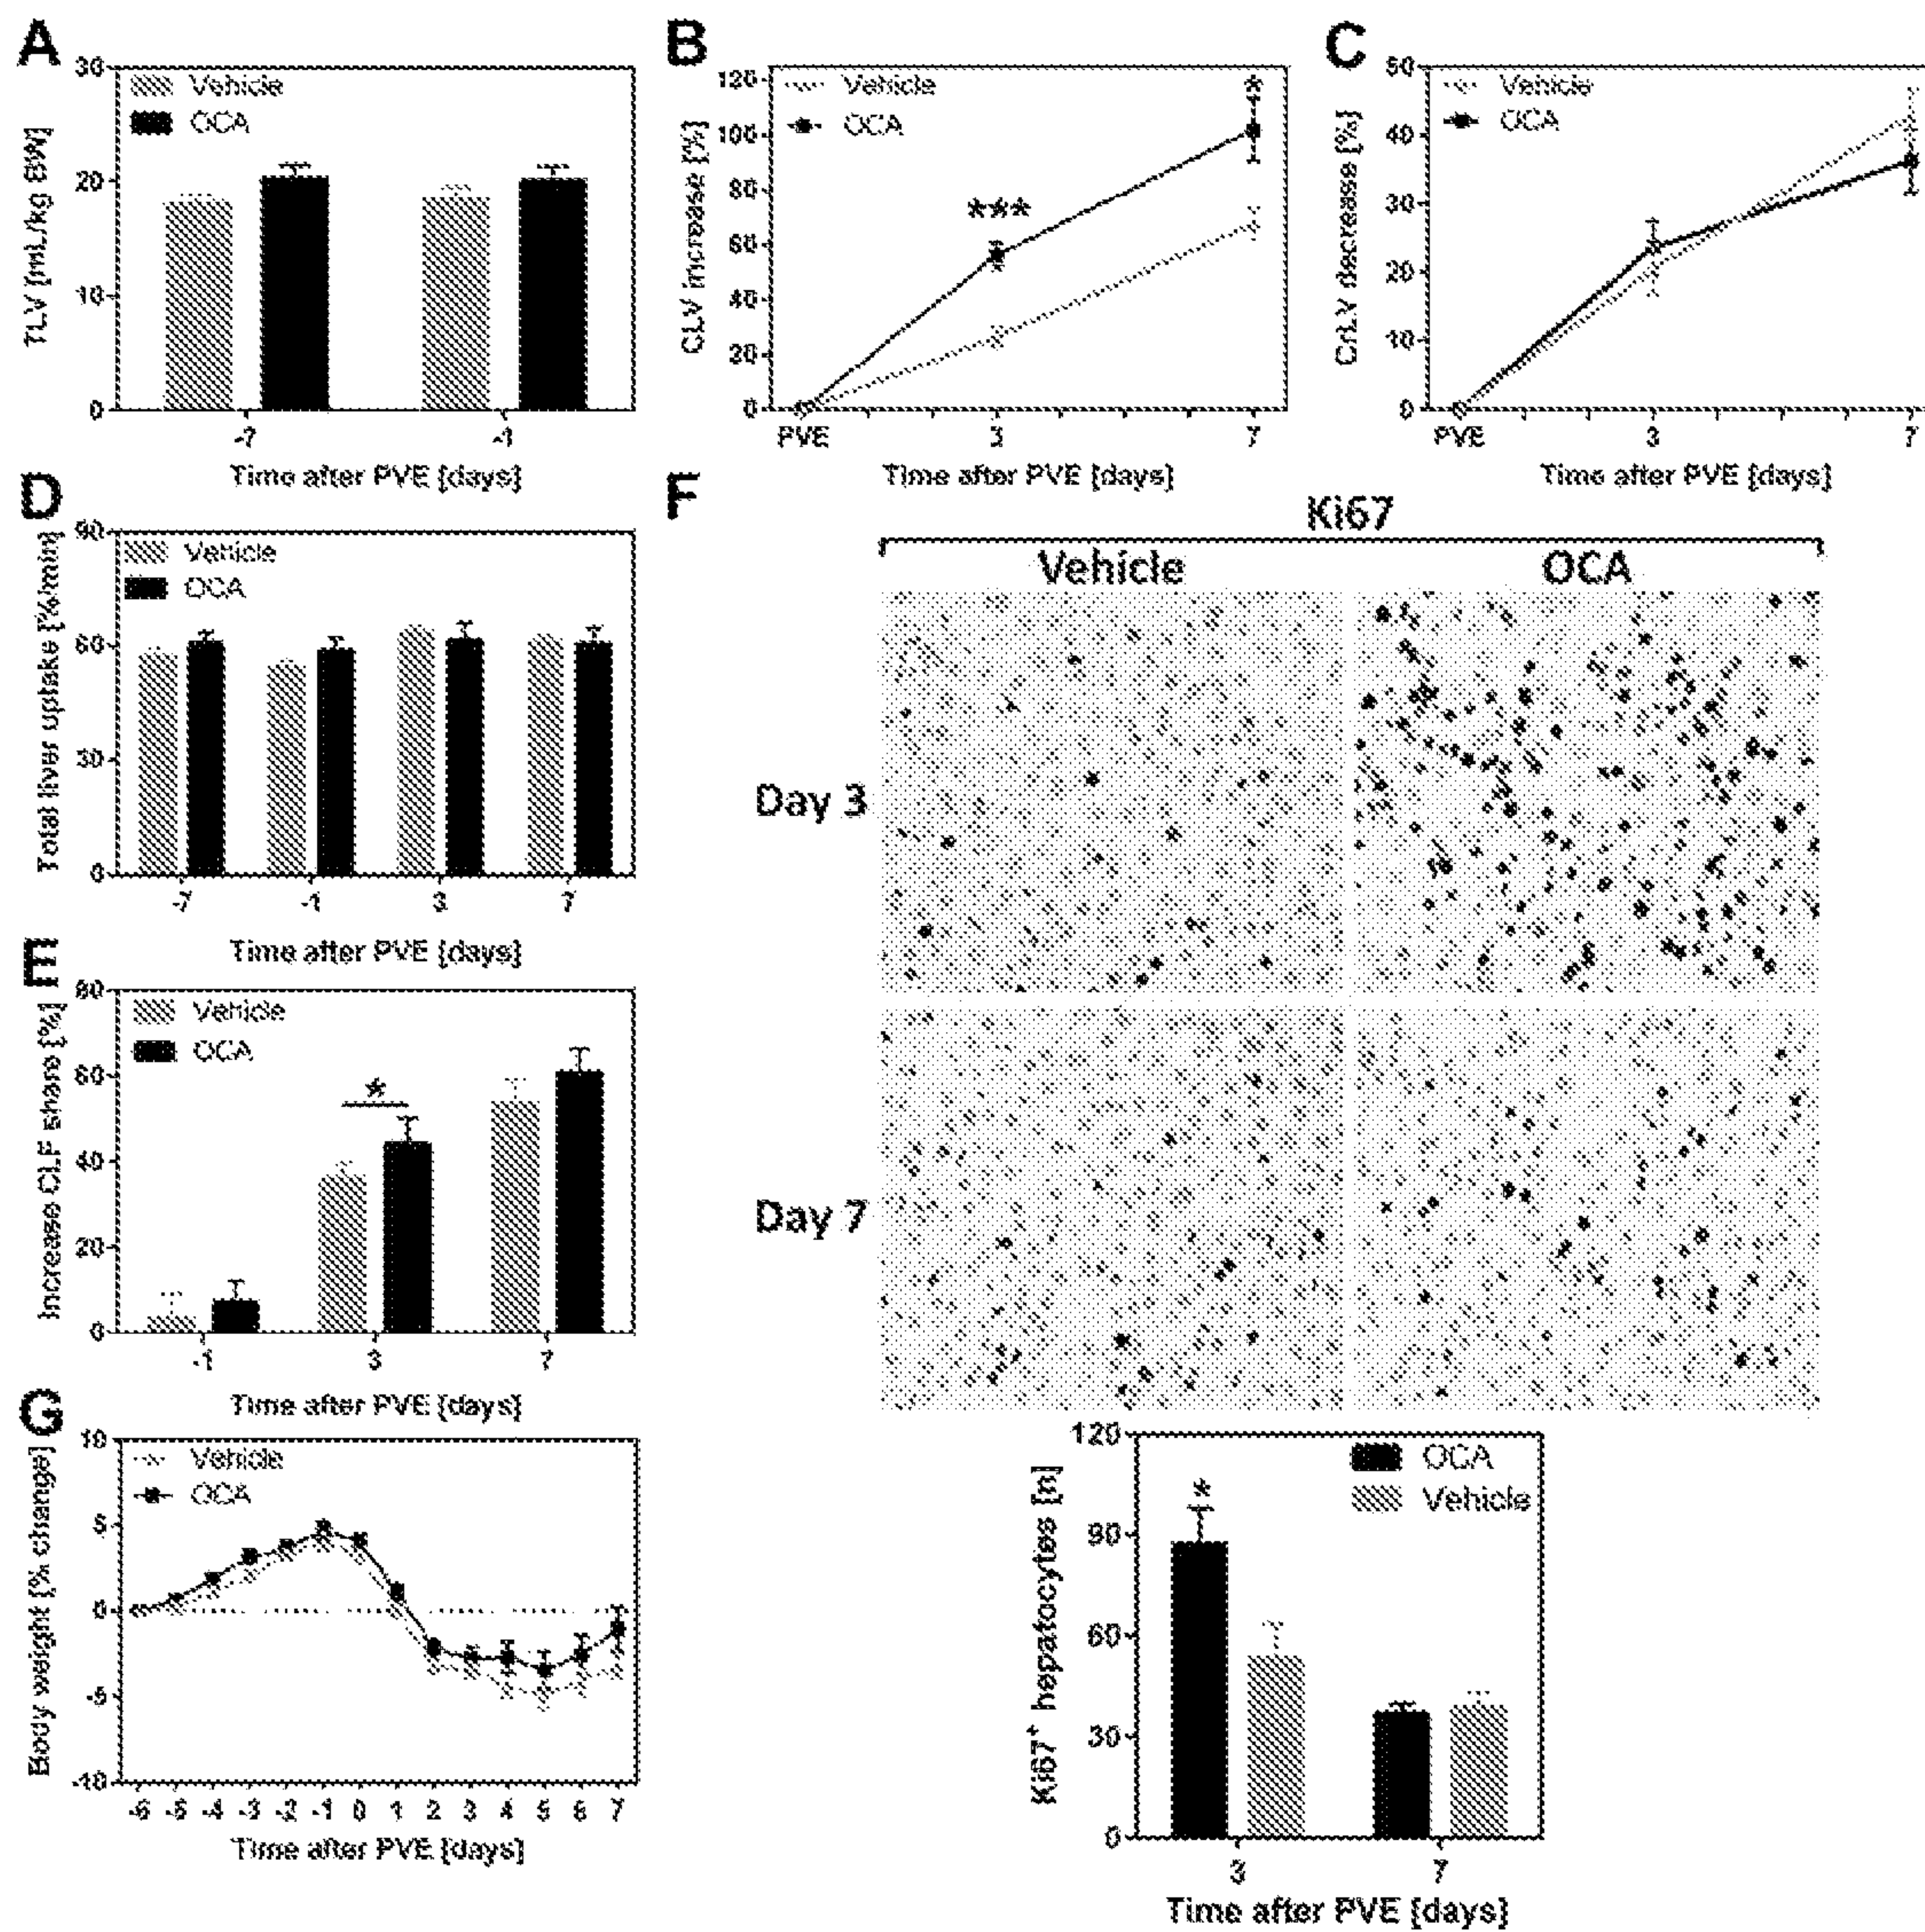 A
30
20
10
0
TLV [mL/kg BW]
Vehicle
OCA
-7
-1
Time after PVE [days]
B
120
100
80
60
40
20
0
CLV increase [%]
Vehicle
OCA
***
*
PVE
3
7
Time after PVE [days]
C
50
40
30
20
10
0
CrLV decrease [%]
Vehicle
OCA
PVE
3
7
Time after PVE [days]
D
90
60
30
0
Total liver uptake [%/min]
Vehicle
OCA
-7
-1
3
7
Time after PVE [days]
E
80
60
40
20
0
Increase CLF share [%]
Vehicle
OCA
*
-1
3
7
Time after PVE [days]
F
Ki67
Vehicle
OCA
Day 3
Day 7
120
90
60
30
0
Ki67+ hepatocytes [n]
OCA
Vehicle
*
3
7
Time after PVE [days]
G
10
5
0
-5
-10
Body weight [% change]
Vehicle
OCA
-6 -5 -4 -3 -2 -1 0 1 2 3 4 5 6 7
Time after PVE [days]